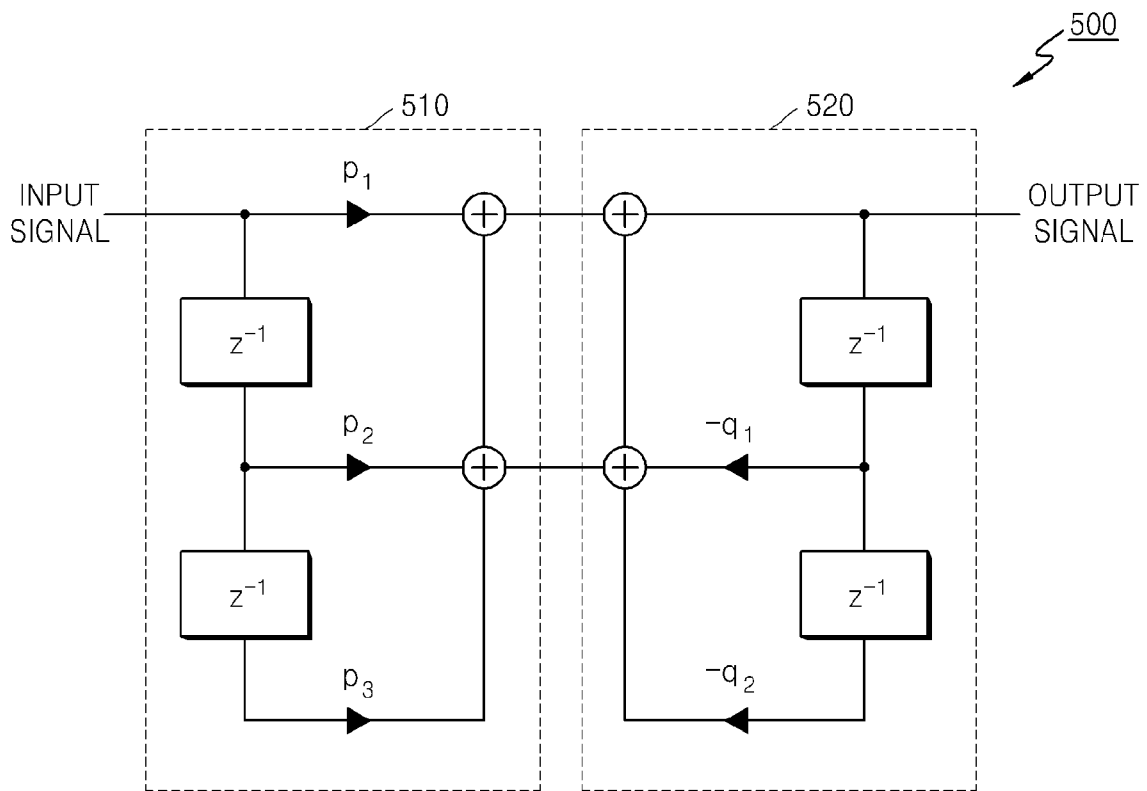 500
510
520
INPUT
SIGNAL
p₁
OUTPUT
SIGNAL
z⁻¹
z⁻¹
p₂
-q₁
z⁻¹
z⁻¹
p₃
-q₂